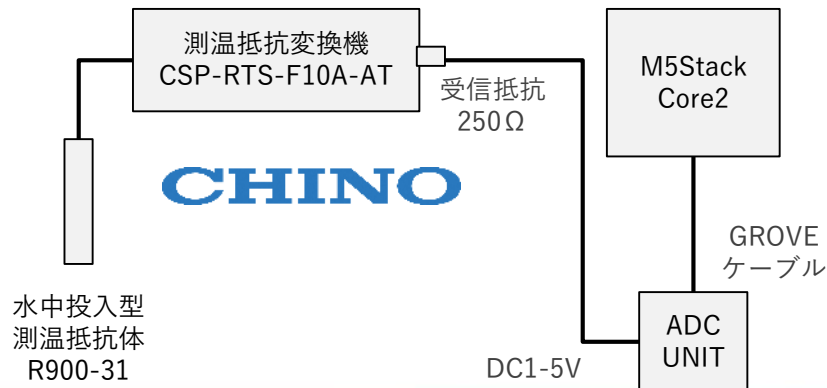 測温抵抗変換機
CSP-RTS-F10A-AT
M5Stack
Core2
受信抵抗
250Ω
CHINO
GROVE
ケーブル
水中投入型
測温抵抗体
R900-31
ADC
UNIT
DC1-5V